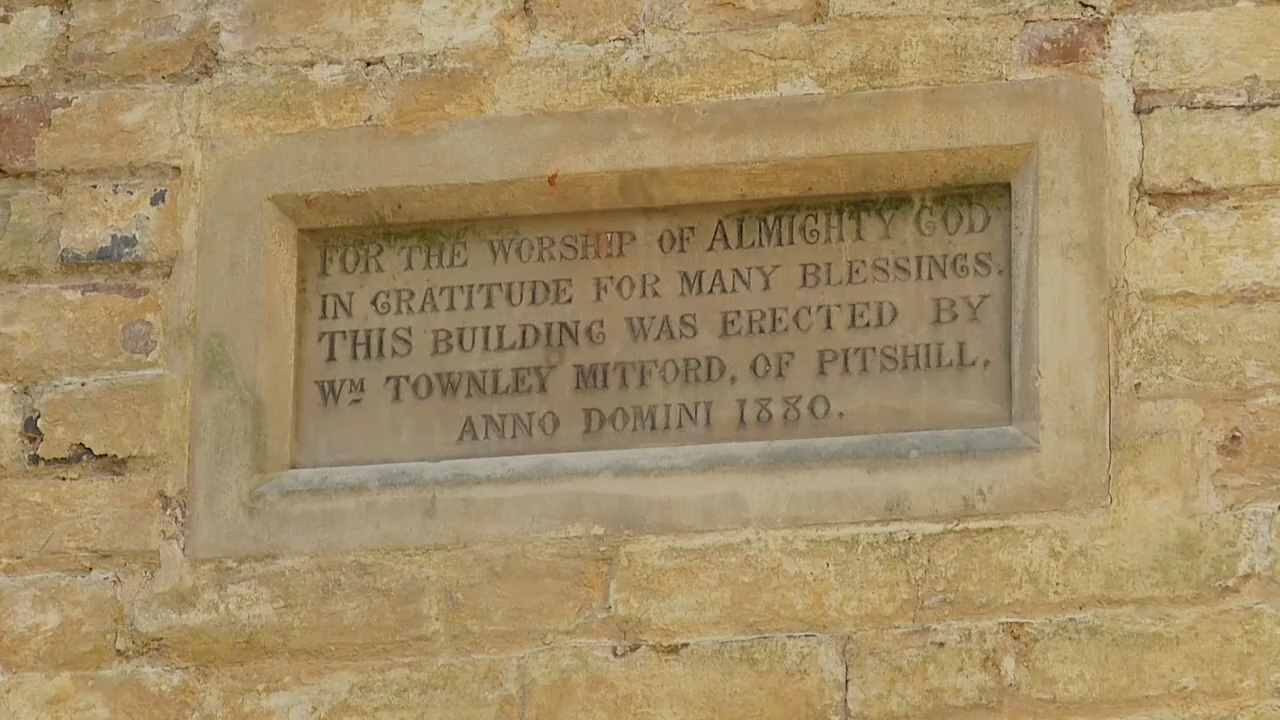 FOR THE WORSHIP OF ALMIGHTY GOD
IN GRATITUDE FOR MANY BLESSINGS.
THIS BUILDING WAS ERECTED BY
WM TOWNLEY MITFORD. OF PITSHILL.
ANNO DOMINI 1880.